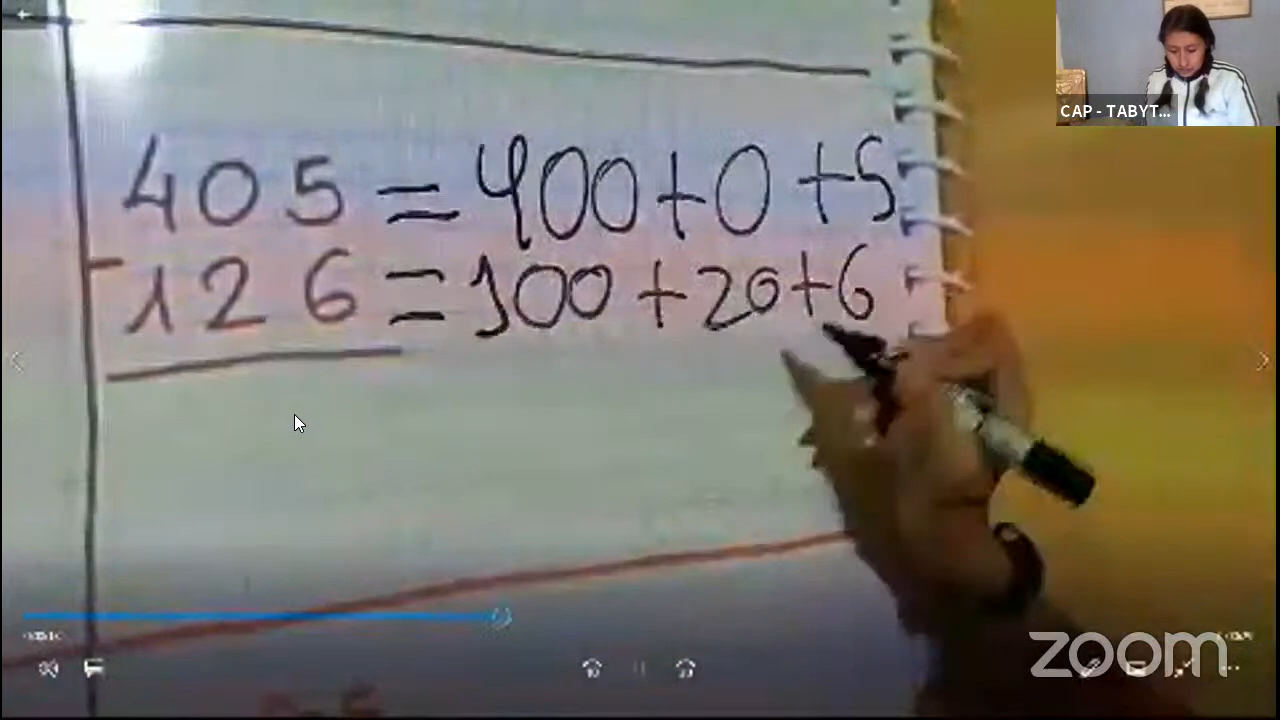 CAP - TABYT...
405 = 400+0+5
- 126 = 100+20+6
zoom